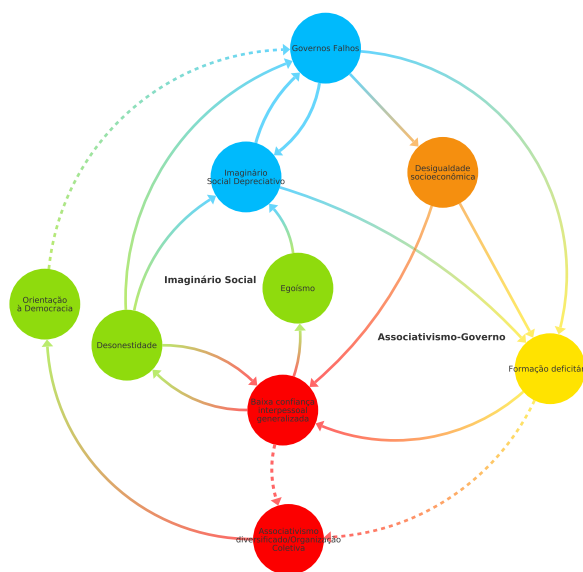 Governos Falhos
Imaginário
Social Depreciativo
Desigualdade
socioeconômica
Imaginário Social
Egoísmo
Orientação
à Democracia
Desonestidade
Associativismo-Governo
Formação deficitár
Baixa confiança
interpessoal
generalizada
Associativismo
diversificado/Organização
Coletiva